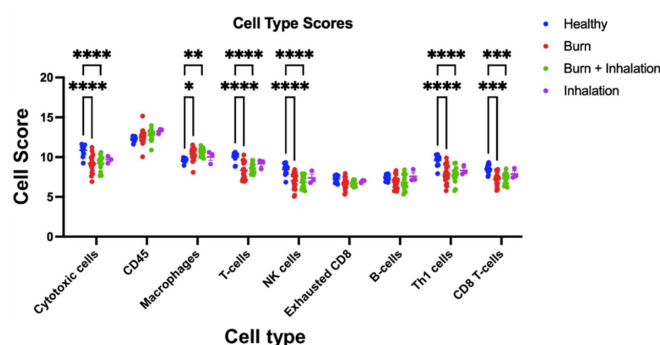 Cell Type Scores
Healthy
Burn
Burn + Inhalation
Inhalation
**** ** **** **** **** ***
**** * **** **** **** ***
20
15
10
5
0
Cell Score
Cytotoxic cells
CD45
Macrophages
T-cells
NK cells
Exhausted CD8
B-cells
Th1 cells
CD8 T-cells
Cell type